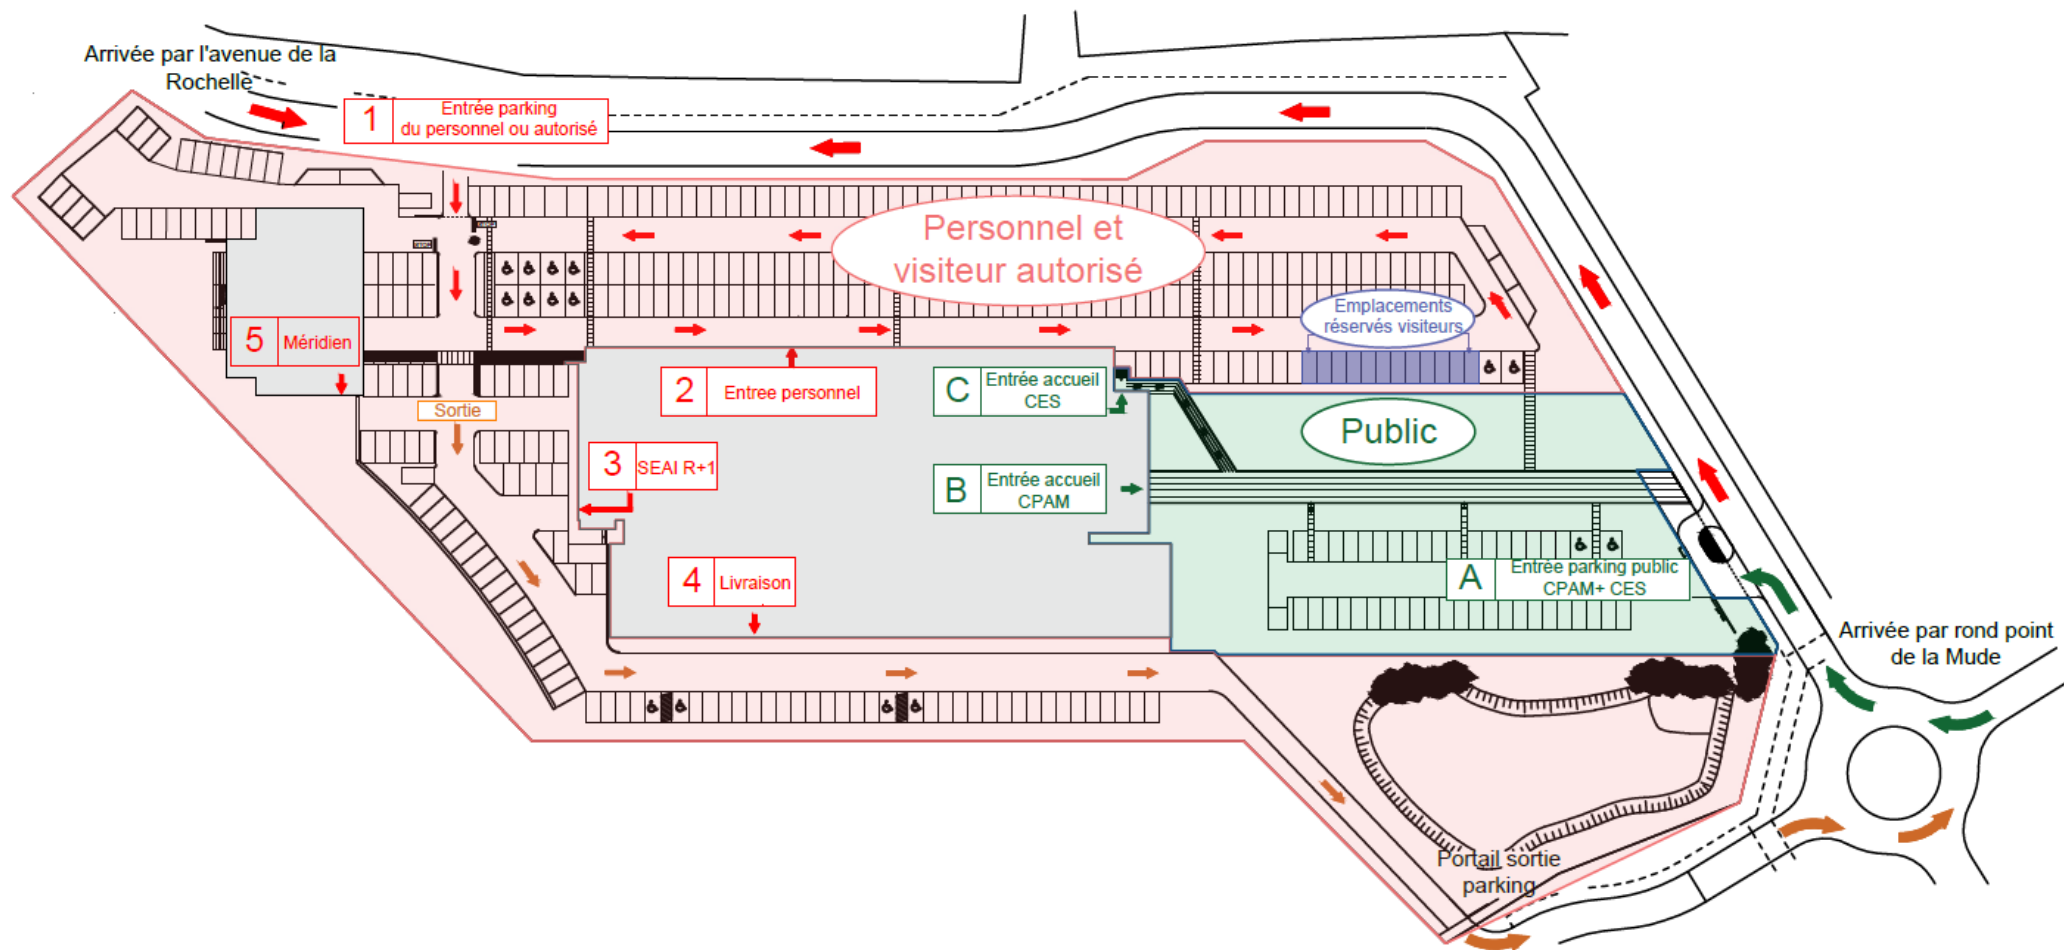 Arrivée par l'avenue de la
Rochelle
1
Entrée parking
du personnel ou autorisé
Personnel et
visiteur autorisé
Emplacements
réservés visiteurs
5
Méridien
2
Entree personnel
C
Entrée accueil
CES
Sortie
Public
3
SEAI R+1
B
Entrée accueil
CPAM
4
Livraison
A
Entrée parking public
CPAM+ CES
Arrivée par rond point
de la Mude
Portail sortie
parking